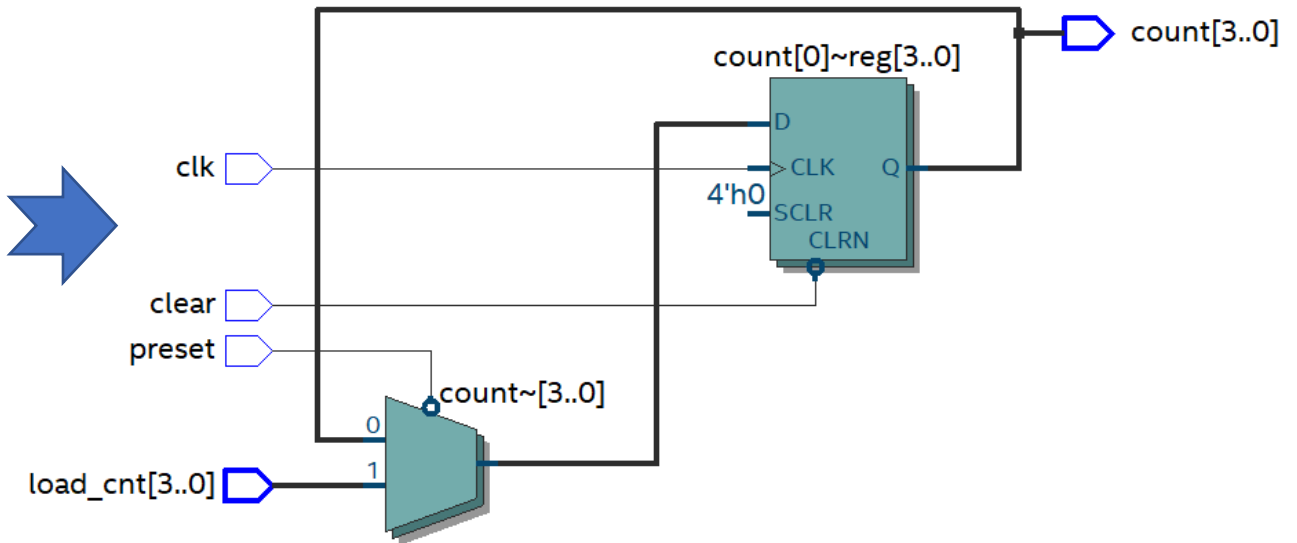 count[3..0]
count[0]~reg[3..0]
D
clk
CLK
Q
4'h0
SCLR
CLRN
clear
preset
count~[3..0]
0
1
load_cnt[3..0]